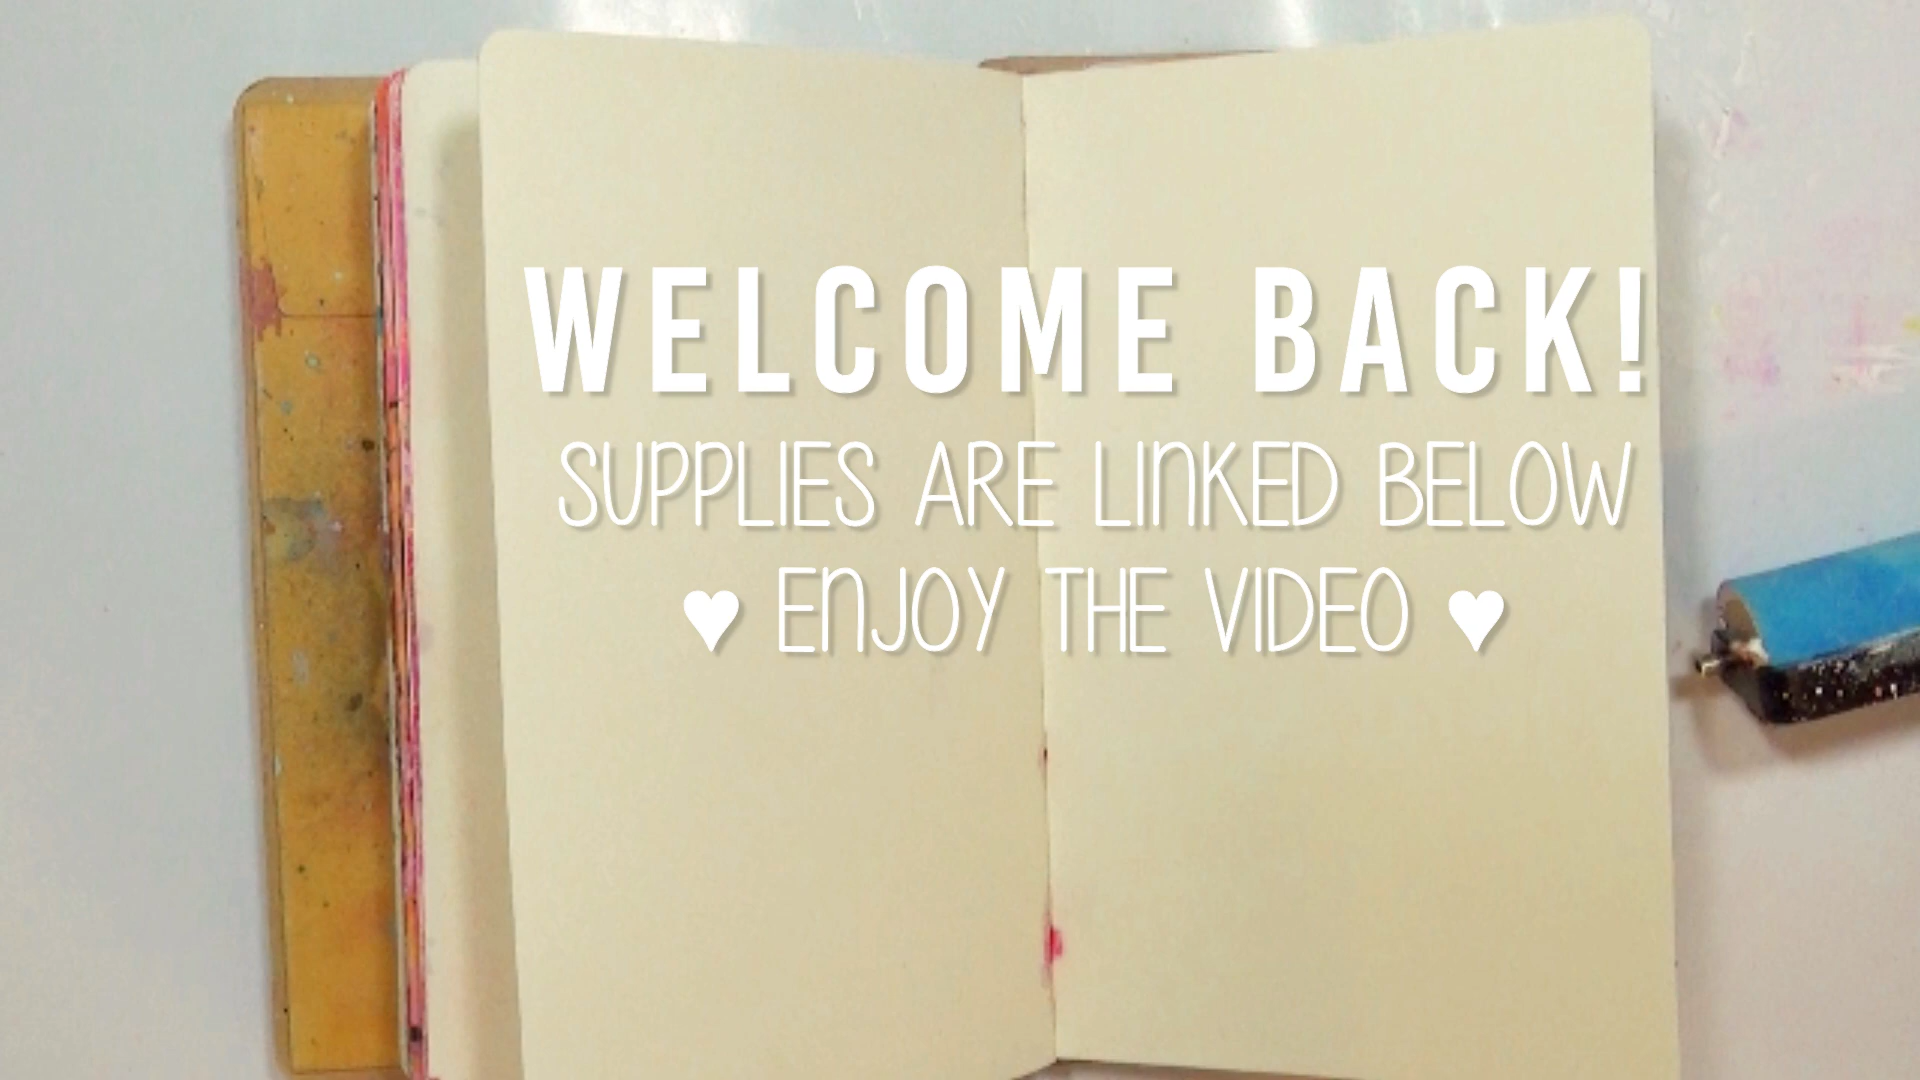 WELCOME BACK!
SUPPLIES ARE LINKED BELOW
♥ ENJOY THE VIDEO ♥